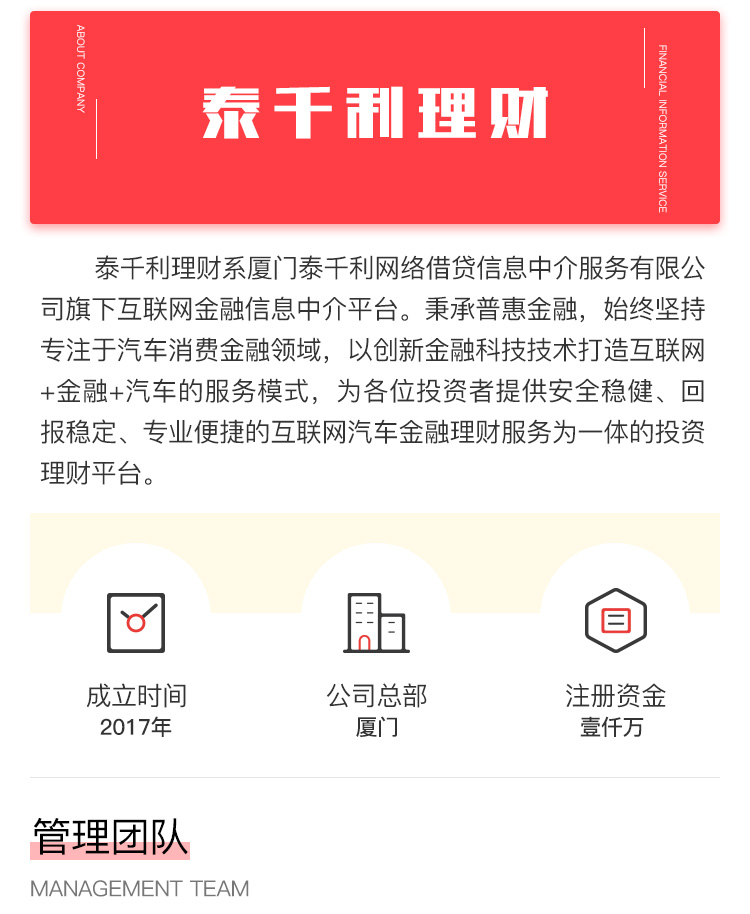 ABOUT COMPANY
FINANCIAL INFORMATION SERVICE
泰千利理财
泰千利理财系厦门泰千利网络借贷信息中介服务有限公
司旗下互联网金融信息中介平台。秉承普惠金融，始终坚持
专注于汽车消费金融领域，以创新金融科技技术打造互联网
+金融+汽车的服务模式，为各位投资者提供安全稳健、回
报稳定、专业便捷的互联网汽车金融理财服务为一体的投资
理财平台。
成立时间
2017年
公司总部
厦门
注册资金
壹仟万
管理团队
MANAGEMENT TEAM